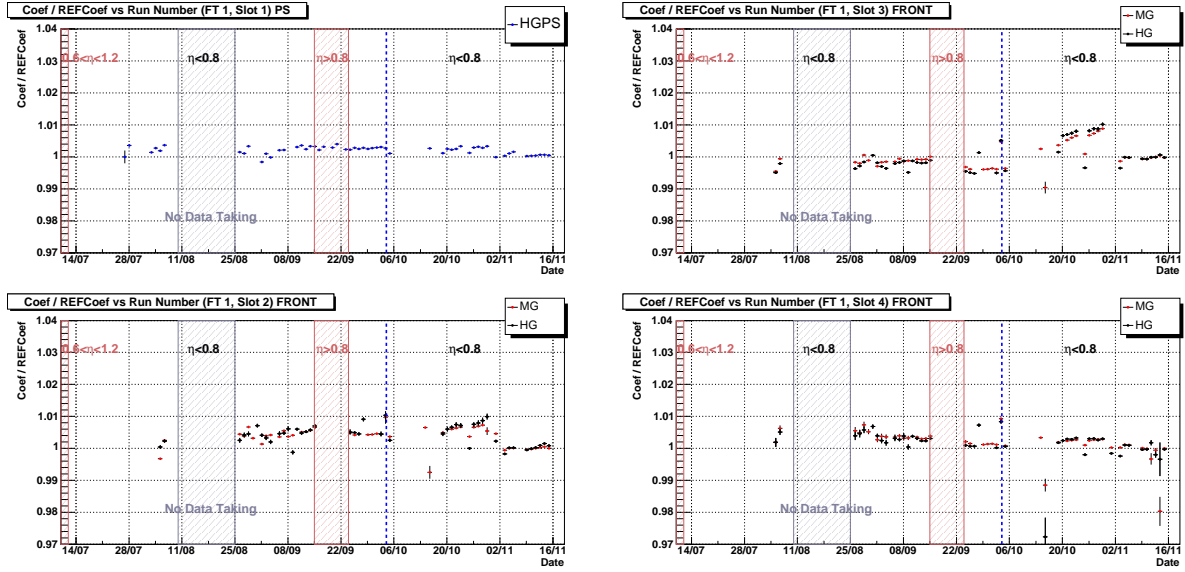 Coef / REFCoef vs Run Number (FT 1, Slot 1) PS
HGPS
Coef / REFCoef
1.04
1.03
1.02
1.01
1
0.99
0.98
0.97
0.6<η<1.2
η<0.8
η>0.8
η<0.8
No Data Taking
14/07 28/07 11/08 25/08 08/09 22/09 06/10 20/10 02/11 16/11
Date
Coef / REFCoef vs Run Number (FT 1, Slot 3) FRONT
MG
HG
Coef / REFCoef
1.04
1.03
1.02
1.01
1
0.99
0.98
0.97
0.6<η<1.2
η<0.8
η>0.8
η<0.8
No Data Taking
14/07 28/07 11/08 25/08 08/09 22/09 06/10 20/10 02/11 16/11
Date
Coef / REFCoef vs Run Number (FT 1, Slot 2) FRONT
MG
HG
Coef / REFCoef
1.04
1.03
1.02
1.01
1
0.99
0.98
0.97
0.6<η<1.2
η<0.8
η>0.8
η<0.8
No Data Taking
14/07 28/07 11/08 25/08 08/09 22/09 06/10 20/10 02/11 16/11
Date
Coef / REFCoef vs Run Number (FT 1, Slot 4) FRONT
MG
HG
Coef / REFCoef
1.04
1.03
1.02
1.01
1
0.99
0.98
0.97
0.6<η<1.2
η<0.8
η>0.8
η<0.8
No Data Taking
14/07 28/07 11/08 25/08 08/09 22/09 06/10 20/10 02/11 16/11
Date